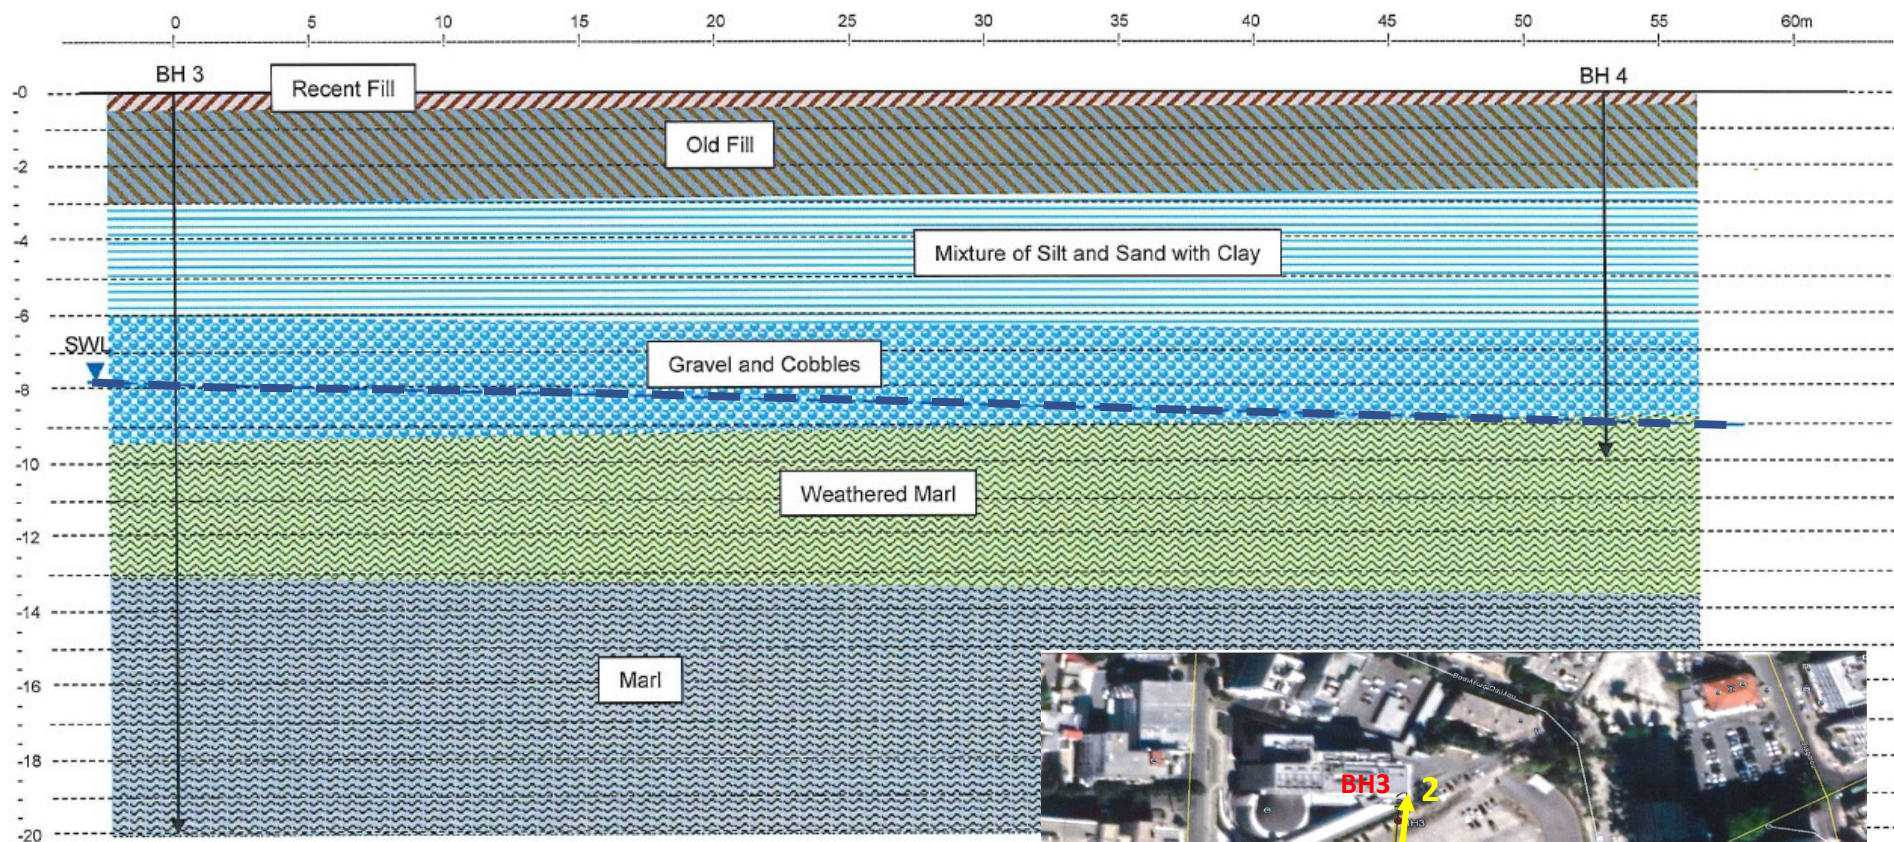 0 5 10 15 20 25 30 35 40 45 50 55 60m
BH 3
BH 4
Recent Fill
-0
Old Fill
-2
Mixture of Silt and Sand with Clay
-4
-6
SWL
Gravel and Cobbles
-8
-10
Weathered Marl
-12
-14
Marl
-16
-18
BH3 2
-20